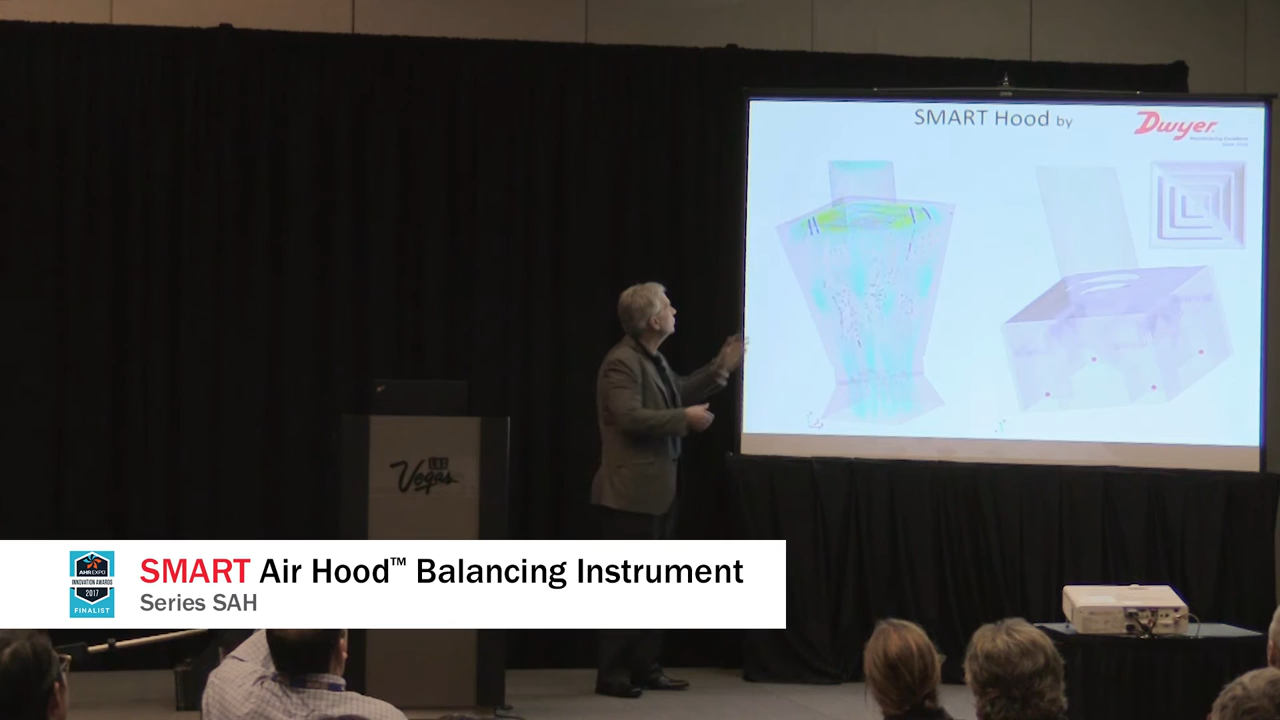 SMART Hood by
Dwyer
Vegas
AHR EXPO
INNOVATION AWARDS
2017
FINALIST
SMART Air Hood™ Balancing Instrument
Series SAH